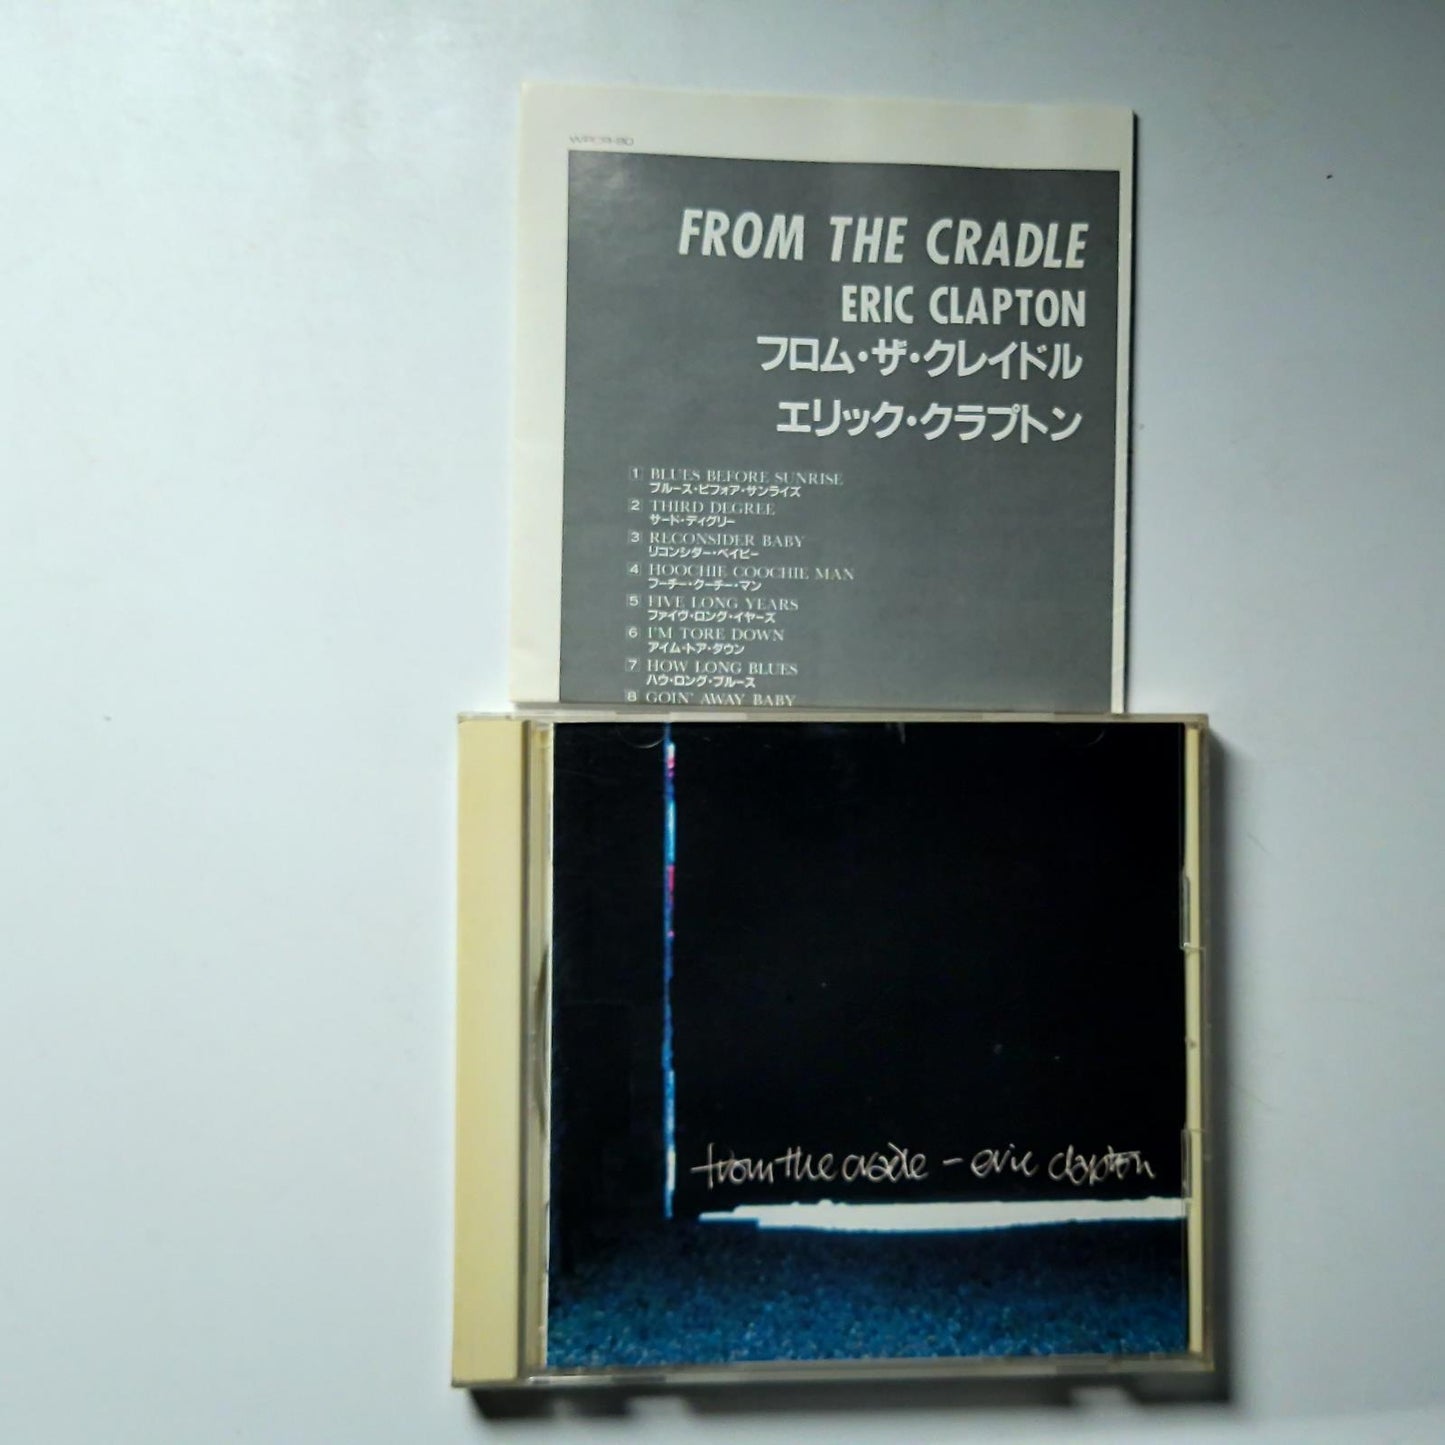 WPCR-80
FROM THE CRADLE
ERIC CLAPTON
フロム・ザ・クレイドル
エリック・クラプトン
1 BLUES BEFORE SUNRISE
ブルース・ビフォア・サンライズ
2 THIRD DEGREE
サード・ディグリー
3 RECONSIDER BABY
リコンシダー・ベイビー
4 HOOCHIE COOCHIE MAN
フーチー・クーチー・マン
5 FIVE LONG YEARS
ファイヴ・ロング・イヤーズ
6 I'M TORE DOWN
アイム・トア・ダウン
7 HOW LONG BLUES
ハウ・ロング・ブルース
8 GOIN' AWAY BABY
from the cradle – eric clapton